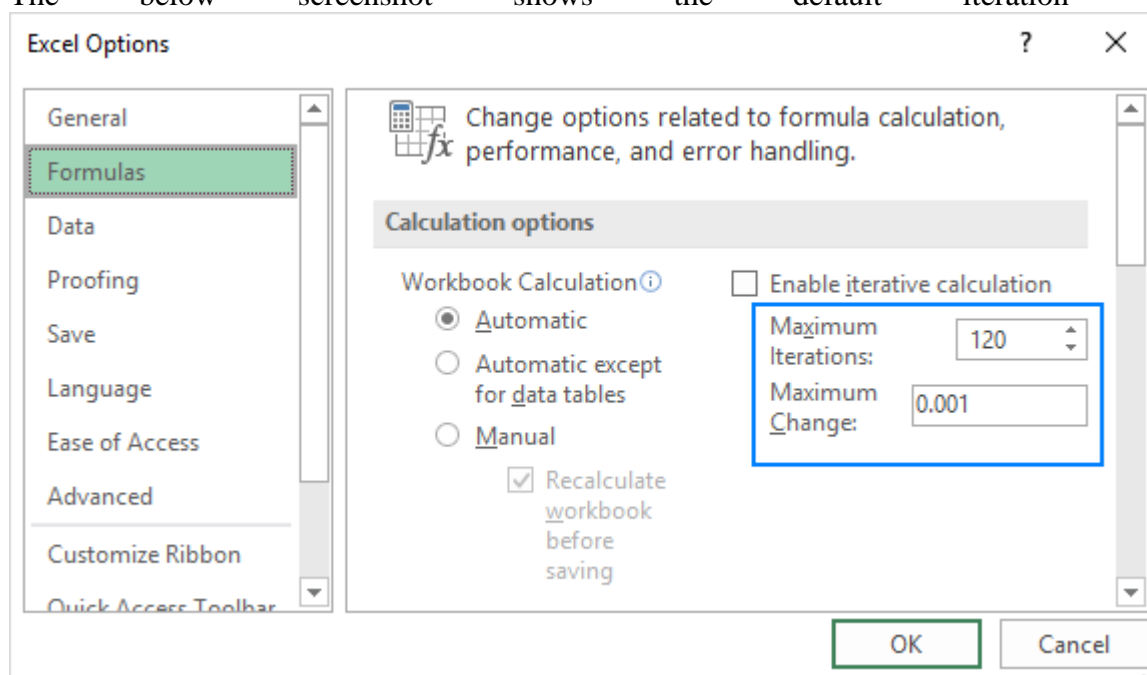 The below screenshot shows the default iteration
Excel Options
?
General
Formulas
Data
Proofing
Save
Language
Ease of Access
Advanced
Customize Ribbon
Quick Access Toolbar
fx
Change options related to formula calculation,
performance, and error handling.
Calculation options
Workbook Calculation
Automatic
Automatic except
for data tables
Manual
Recalculate
workbook
before
saving
Enable iterative calculation
Maximum
Iterations:
120
Maximum
Change:
0.001
OK
Cancel